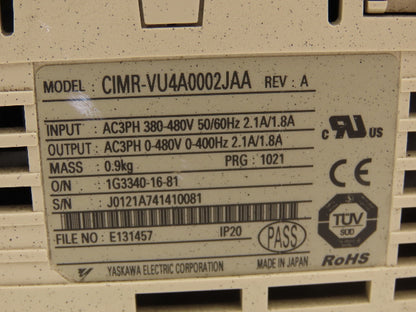 MODEL : CIMR-VU4A0002JAA REV : A
INPUT : AC3PH 380-480V 50/60Hz 2.1A/1.8A
OUTPUT : AC3PH 0-480V 0-400Hz 2.1A/1.8A
MASS : 0.9kg PRG : 1021
O/N : 1G3340-16-81
S/N : J0121A741410081
FILE NO : E131457 IP20 PASS
YASKAWA ELECTRIC CORPORATION MADE IN JAPAN
c RU US
CE
TÜV
SÜD
RoHS